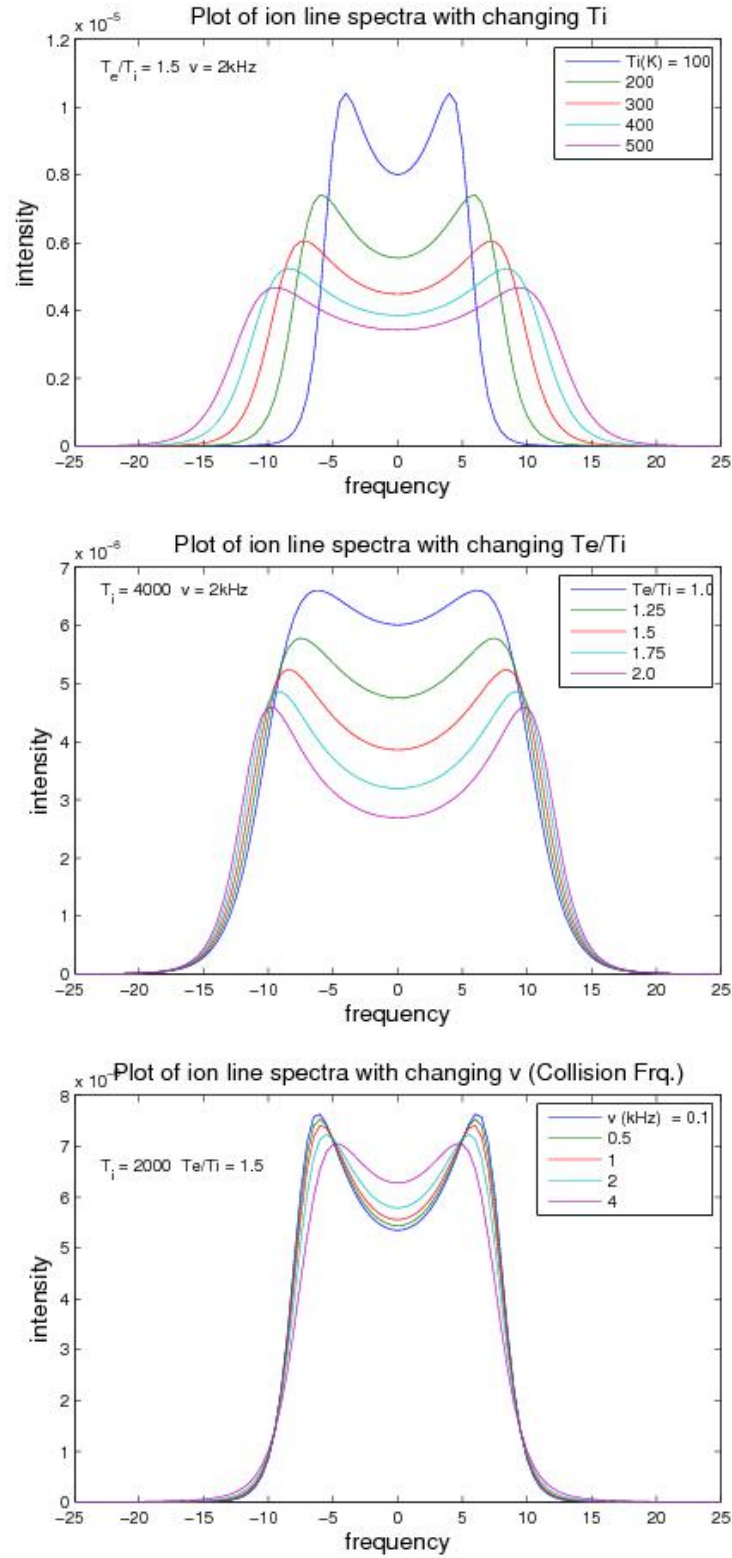 Plot of ion line spectra with changing Ti
x 10⁻⁵
1.2
1
0.8
0.6
0.4
0.2
0
intensity
Tₑ/Tᵢ = 1.5 v = 2kHz
Ti(K) = 100
200
300
400
500
−25 −20 −15 −10 −5 0 5 10 15 20 25
frequency
Plot of ion line spectra with changing Te/Ti
x 10⁻⁶
7
6
5
4
3
2
1
0
intensity
Tᵢ = 4000 v = 2kHz
Te/Ti = 1.0
1.25
1.5
1.75
2.0
−25 −20 −15 −10 −5 0 5 10 15 20 25
frequency
Plot of ion line spectra with changing v (Collision Frq.)
x 10
8
7
6
5
4
3
2
1
0
intensity
Tᵢ = 2000 Te/Ti = 1.5
v (kHz) = 0.1
0.5
1
2
4
−25 −20 −15 −10 −5 0 5 10 15 20 25
frequency